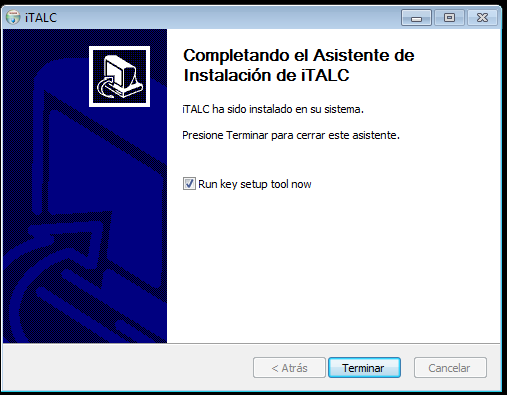 iTALC
Completando el Asistente de
Instalación de iTALC
iTALC ha sido instalado en su sistema.
Presione Terminar para cerrar este asistente.
Run key setup tool now
< Atrás
Terminar
Cancelar